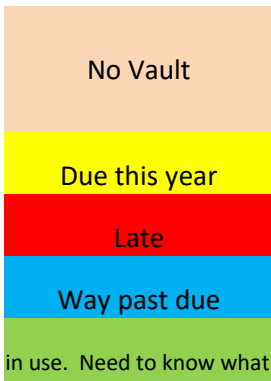 No Vault
Due this year
Late
Way past due
in use.  Need to know what